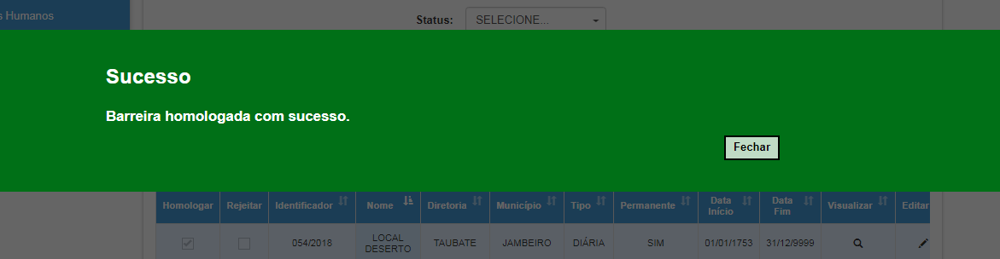 s Humanos
Status: SELECIONE...
Sucesso
Barreira homologada com sucesso.
Fechar
Homologar Rejeitar Identificador Nome Diretoria Município Tipo Permanente Data Início Data Fim Visualizar Editar
054/2018 LOCAL DESERTO TAUBATE JAMBEIRO DIÁRIA SIM 01/01/1753 31/12/9999